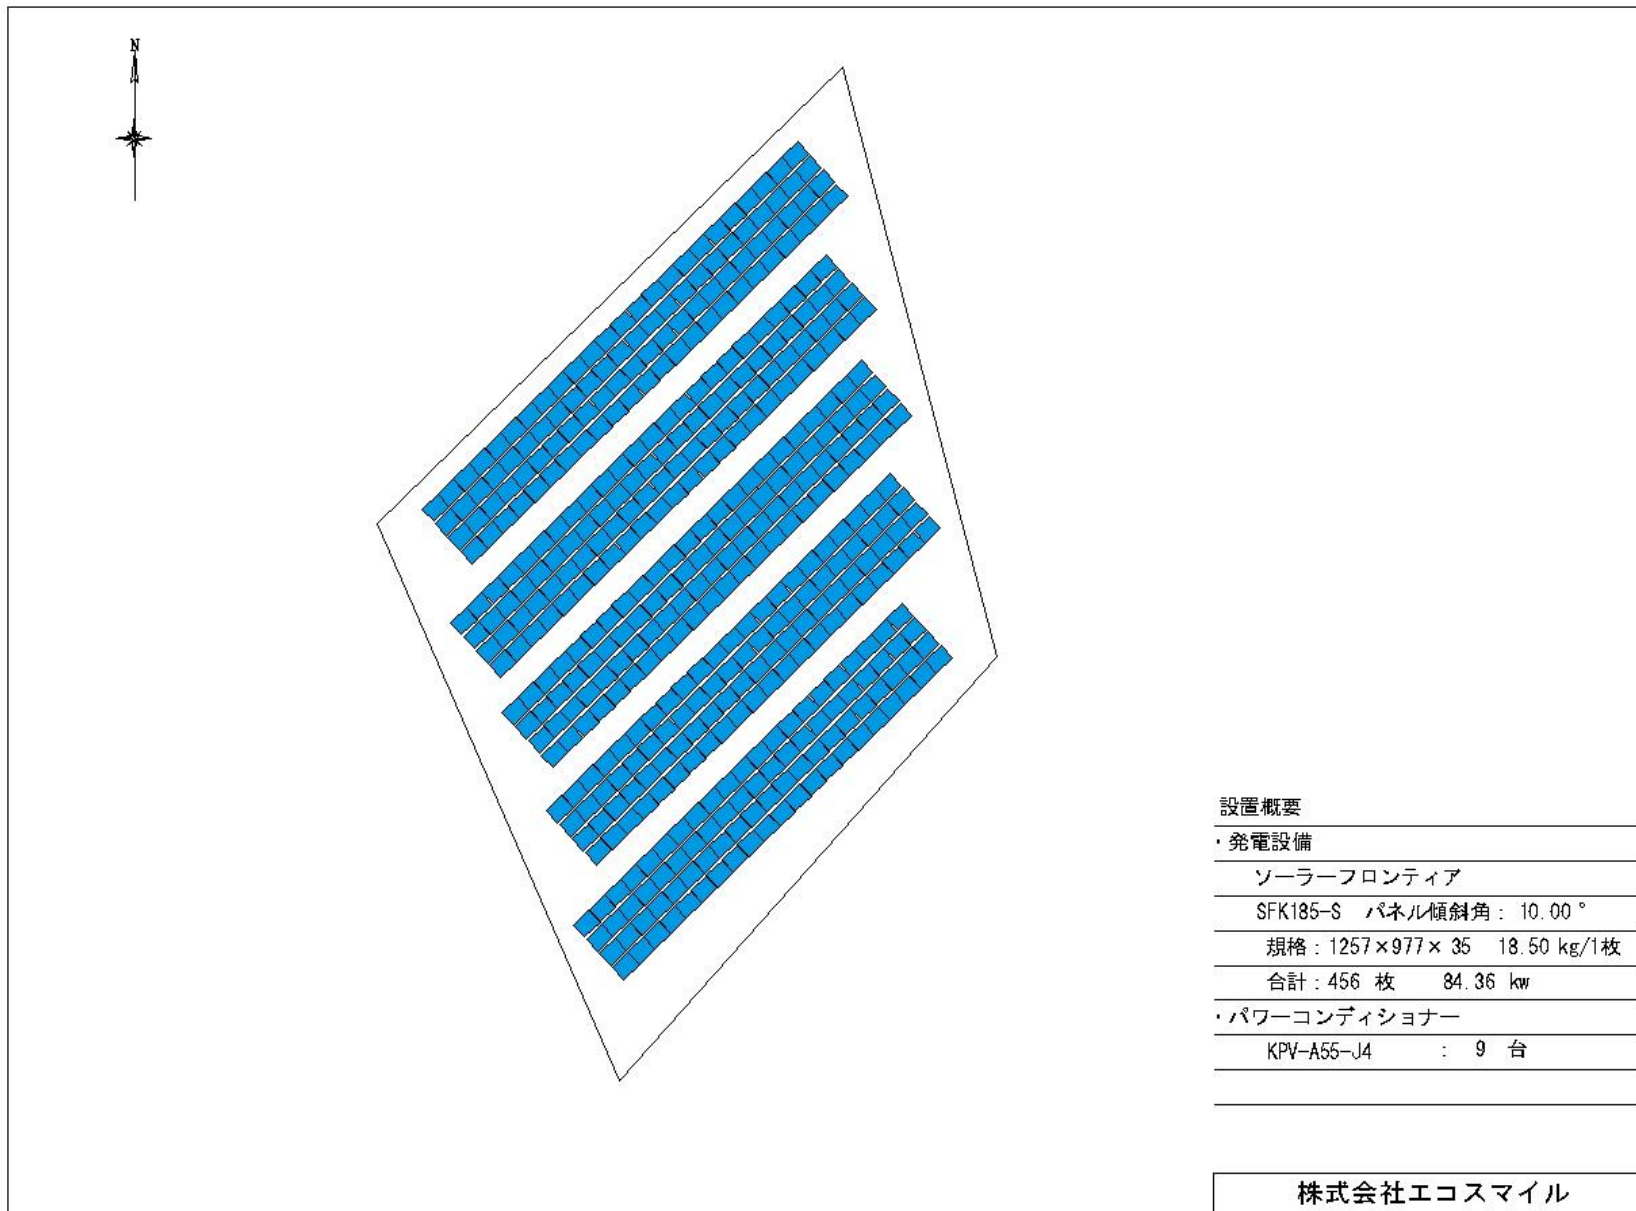 N
設置概要
・発電設備
ソーラーフロンティア
SFK185-S パネル傾斜角： 10.00 °
規格：1257×977× 35 18.50 kg/1枚
合計：456 枚 84.36 kw
・パワーコンディショナー
KPV-A55-J4 ： 9 台
株式会社エコスマイル